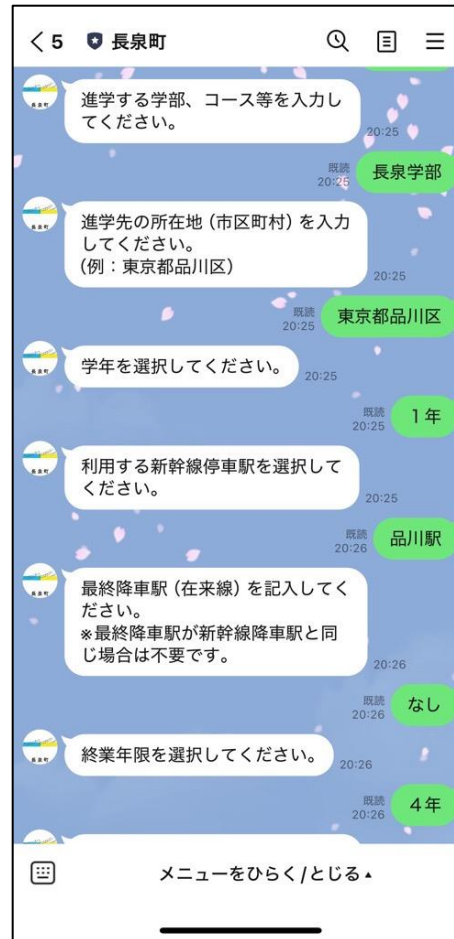 5 長泉町
進学する学部、コース等を入力し
てください。
20:25
既読
20:25
長泉学部
進学先の所在地（市区町村）を入力
してください。
(例：東京都品川区）
20:25
既読
20:25
東京都品川区
学年を選択してください。
20:25
既読
20:25
1年
利用する新幹線停車駅を選択して
ください。
20:25
既読
20:26
品川駅
最終降車駅（在来線）を記入してく
ださい。
※最終降車駅が新幹線降車駅と同
じ場合は不要です。
20:26
既読
20:26
なし
終業年限を選択してください。
20:26
既読
20:26
4年
メニューをひらく/とじる▲